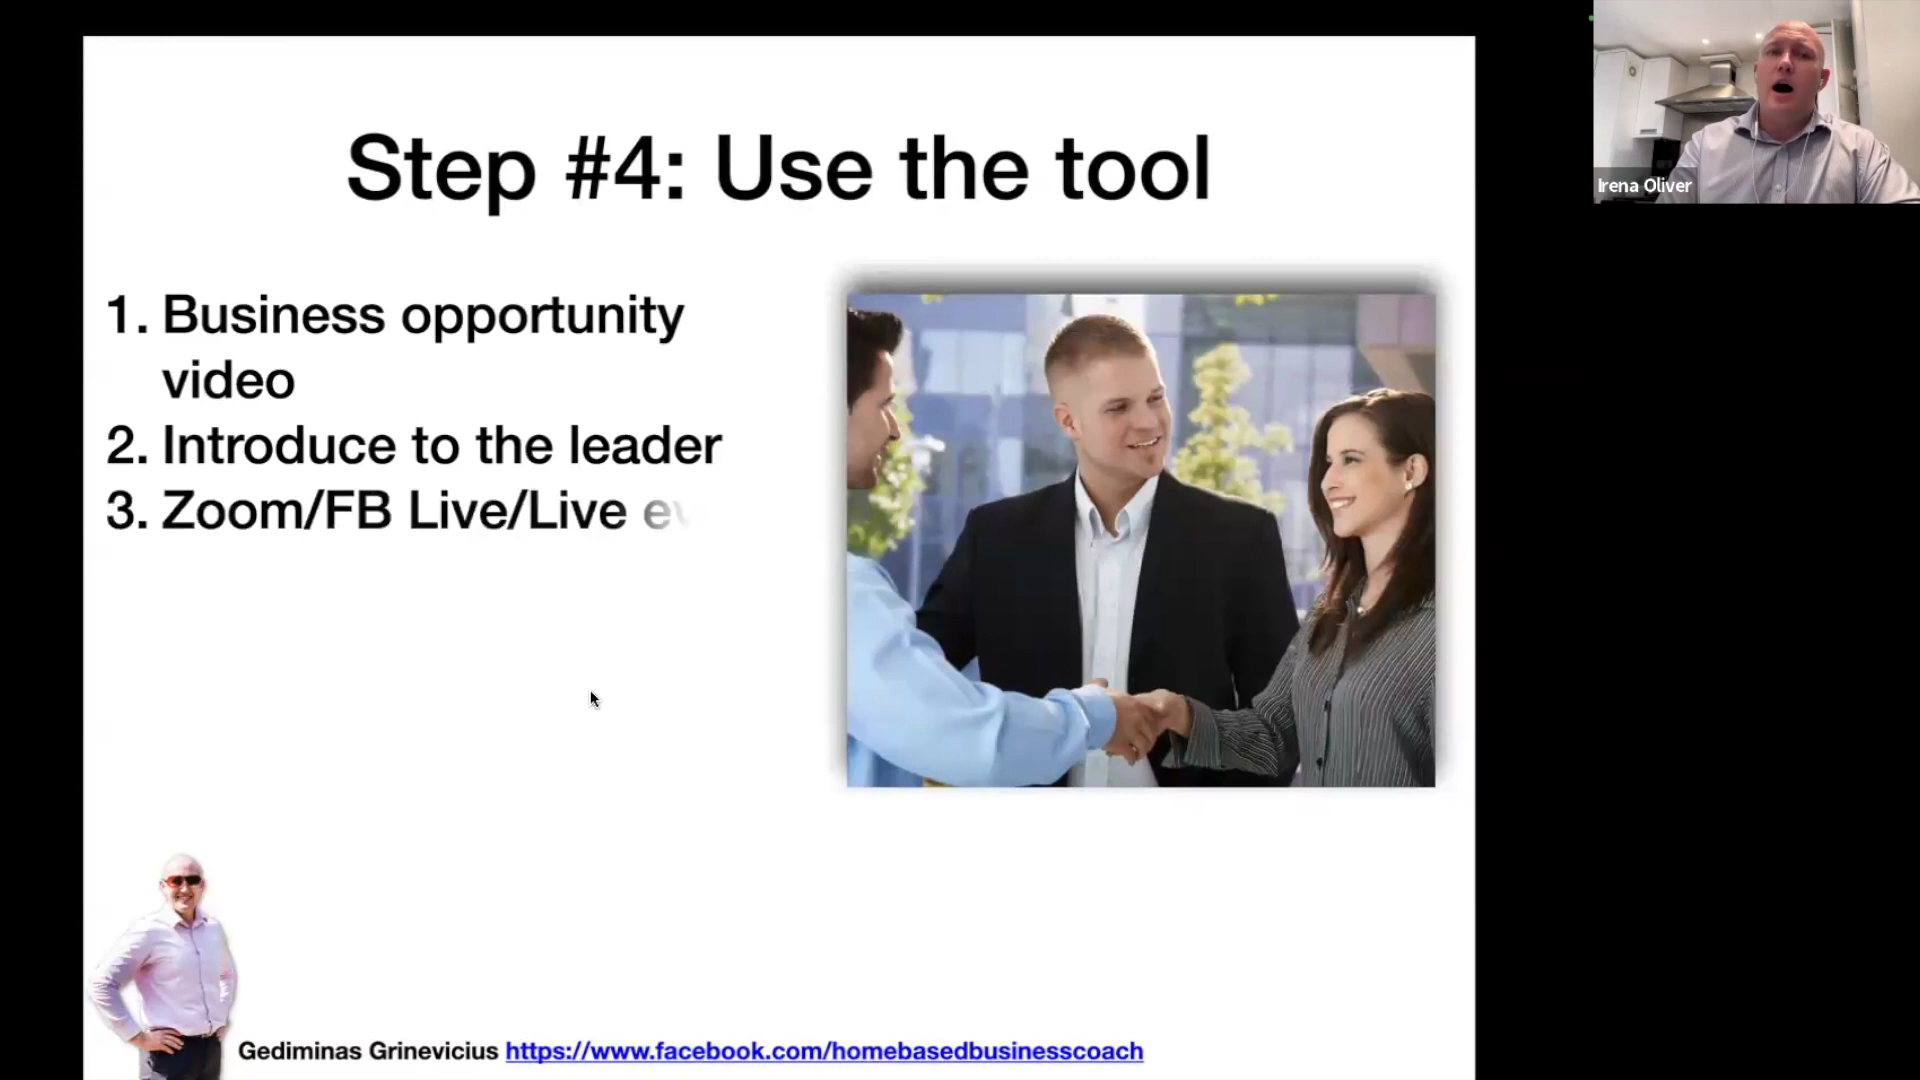 Step #4: Use the tool
1. Business opportunity
video
2. Introduce to the leader
3. Zoom/FB Live/Live
Gediminas Grinevicius https://www.facebook.com/homebasedbusinesscoach
Irena Oliver